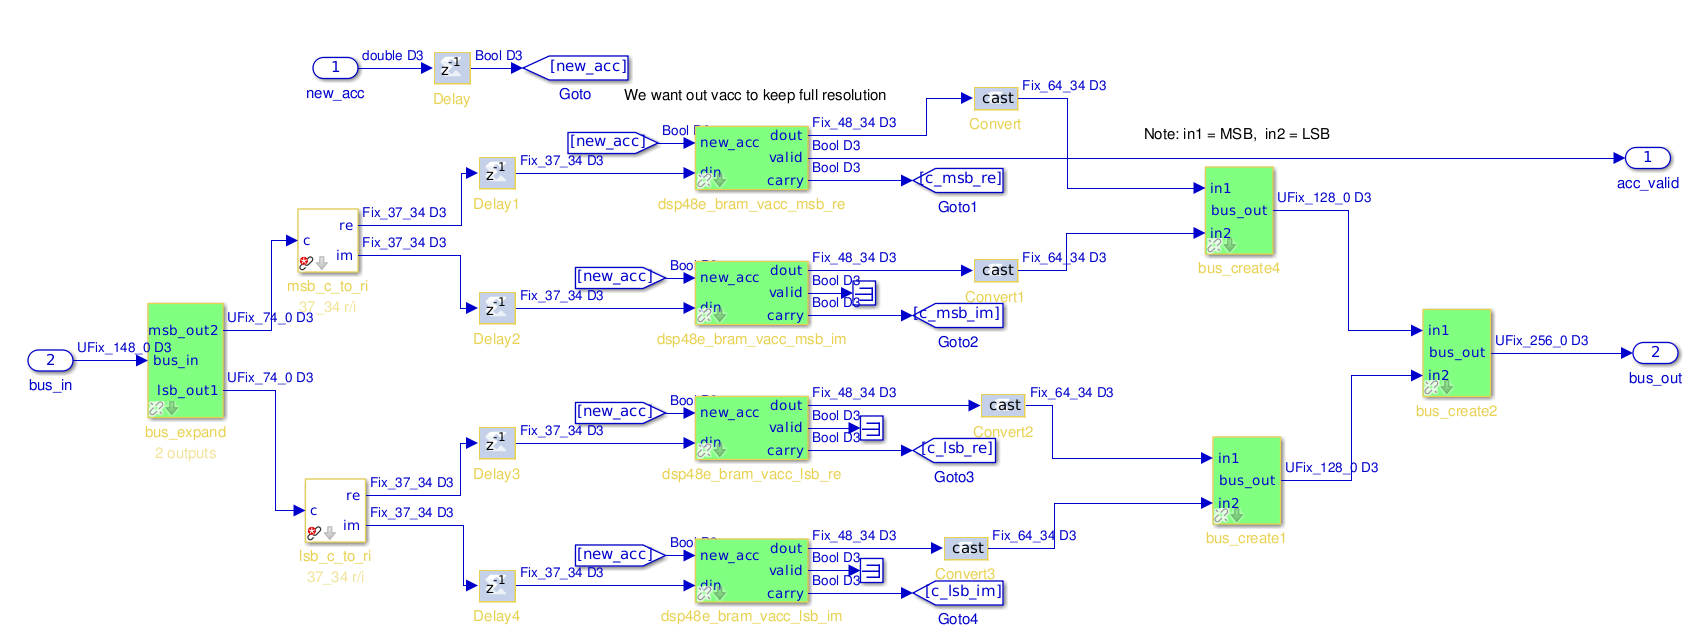 double D3
Bool D3
1
z-1
[new_acc]
new_acc
Delay
Goto
We want out vacc to keep full resolution
Fix_64_34 D3
cast
Convert
Fix_48_34 D3
Bool D3
[new_acc]
new_acc
dout
valid
Bool D3
din
carry
Bool D3
Note: in1 = MSB, in2 = LSB
1
acc_valid
Fix_37_34 D3
z-1
Delay1
dsp48e_bram_vacc_msb_re
[c_msb_re]
Goto1
in1
bus_out
in2
UFix_128_0 D3
bus_create4
re
c
im
Fix_37_34 D3
Fix_37_34 D3
msb_c_to_ri
37_34 r/i
[new_acc]
new_acc
dout
valid
din
carry
Fix_48_34 D3
Bool D3
Bool D3
cast
Fix_64_34 D3
Convert1
Fix_37_34 D3
z-1
Delay2
dsp48e_bram_vacc_msb_im
[c_msb_im]
Goto2
UFix_74_0 D3
msb_out2
bus_in
lsb_out1
UFix_148_0 D3
2
bus_in
UFix_74_0 D3
bus_expand
2 outputs
in1
bus_out
in2
UFix_256_0 D3
2
bus_out
bus_create2
[new_acc]
new_acc
dout
valid
din
carry
Fix_48_34 D3
Bool D3
Bool D3
cast
Fix_64_34 D3
Convert2
Fix_37_34 D3
z-1
Delay3
dsp48e_bram_vacc_lsb_re
[c_lsb_re]
Goto3
in1
bus_out
in2
UFix_128_0 D3
bus_create1
re
c
im
Fix_37_34 D3
Fix_37_34 D3
lsb_c_to_ri
37_34 r/i
[new_acc]
new_acc
dout
valid
din
carry
Fix_48_34 D3
Bool D3
Bool D3
cast
Fix_64_34 D3
Convert3
Fix_37_34 D3
z-1
Delay4
dsp48e_bram_vacc_lsb_im
[c_lsb_im]
Goto4